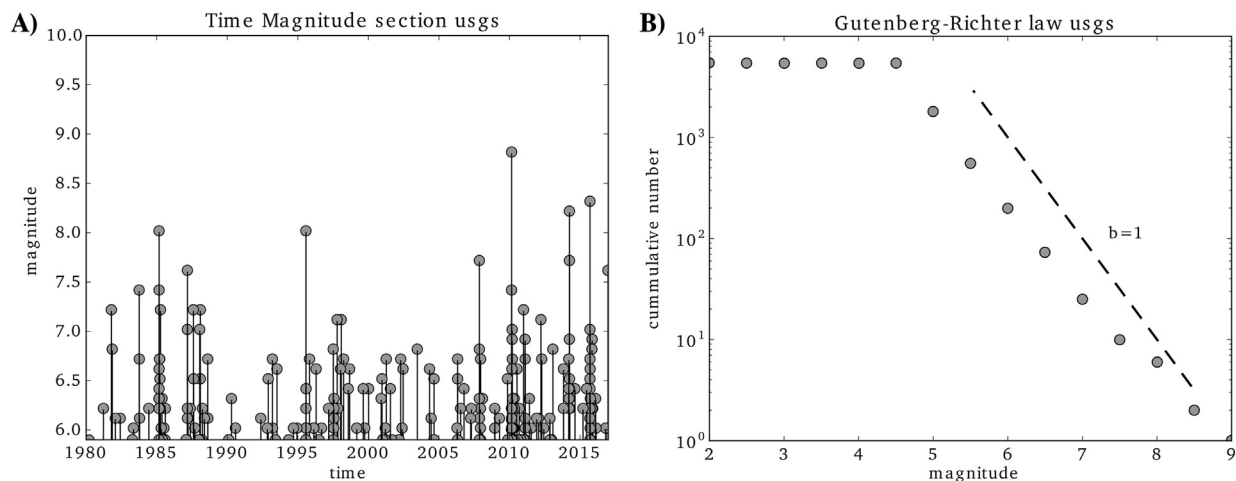 A)
Time Magnitude section usgs
10.0
9.5
9.0
8.5
8.0
7.5
7.0
6.5
6.0
magnitude
1980 1985 1990 1995 2000 2005 2010 2015
time
B)
Gutenberg-Richter law usgs
10^4
10^3
10^2
10^1
10^0
cummulative number
b=1
2 3 4 5 6 7 8 9
magnitude